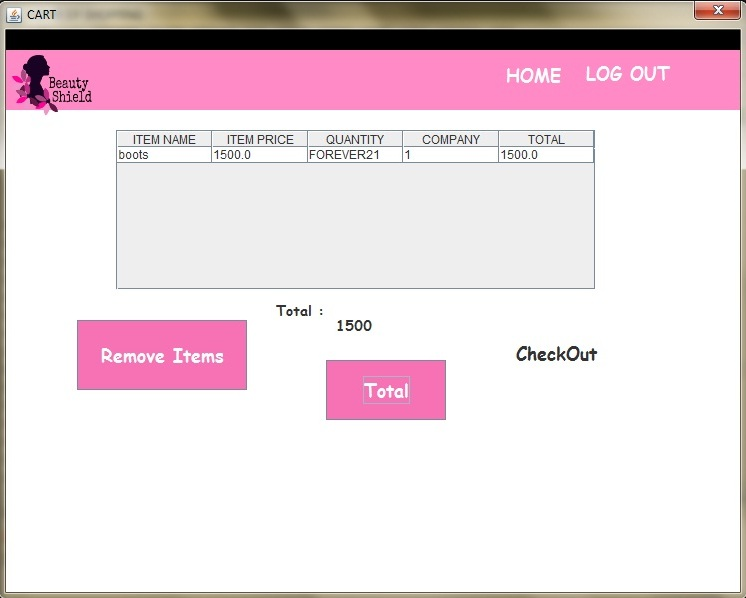 CART
HOME LOG OUT
Beauty
Shield
ITEM NAME ITEM PRICE QUANTITY COMPANY TOTAL
boots 1500.0 FOREVER21 1 1500.0
Total :
1500
Remove Items
CheckOut
Total